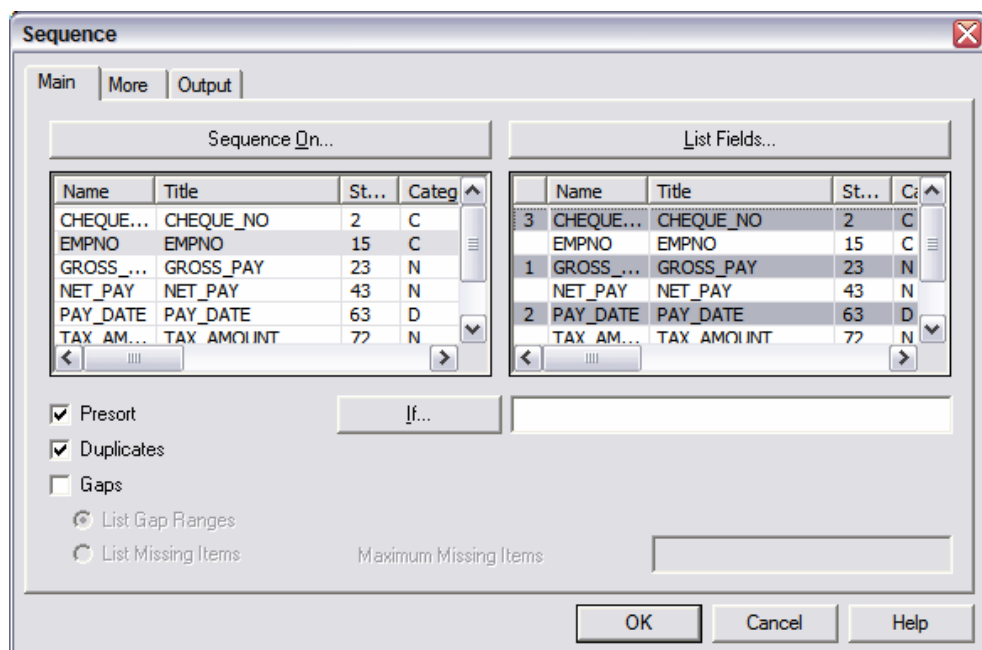 Sequence
Main More Output
Sequence On... List Fields...
Name Title St... Categ Name Title St... Ca
CHEQUE... CHEQUE_NO 2 C 3 CHEQUE... CHEQUE_NO 2 C
EMPNO EMPNO 15 C EMPNO EMPNO 15 C
GROSS_... GROSS_PAY 23 N 1 GROSS_... GROSS_PAY 23 N
NET_PAY NET_PAY 43 N NET_PAY NET_PAY 43 N
PAY_DATE PAY_DATE 63 D 2 PAY_DATE PAY_DATE 63 D
TAX_AM... TAX_AMOUNT 72 N TAX_AM... TAX_AMOUNT 72 N
Presort If...
Duplicates
Gaps
List Gap Ranges
List Missing Items Maximum Missing Items
OK Cancel Help